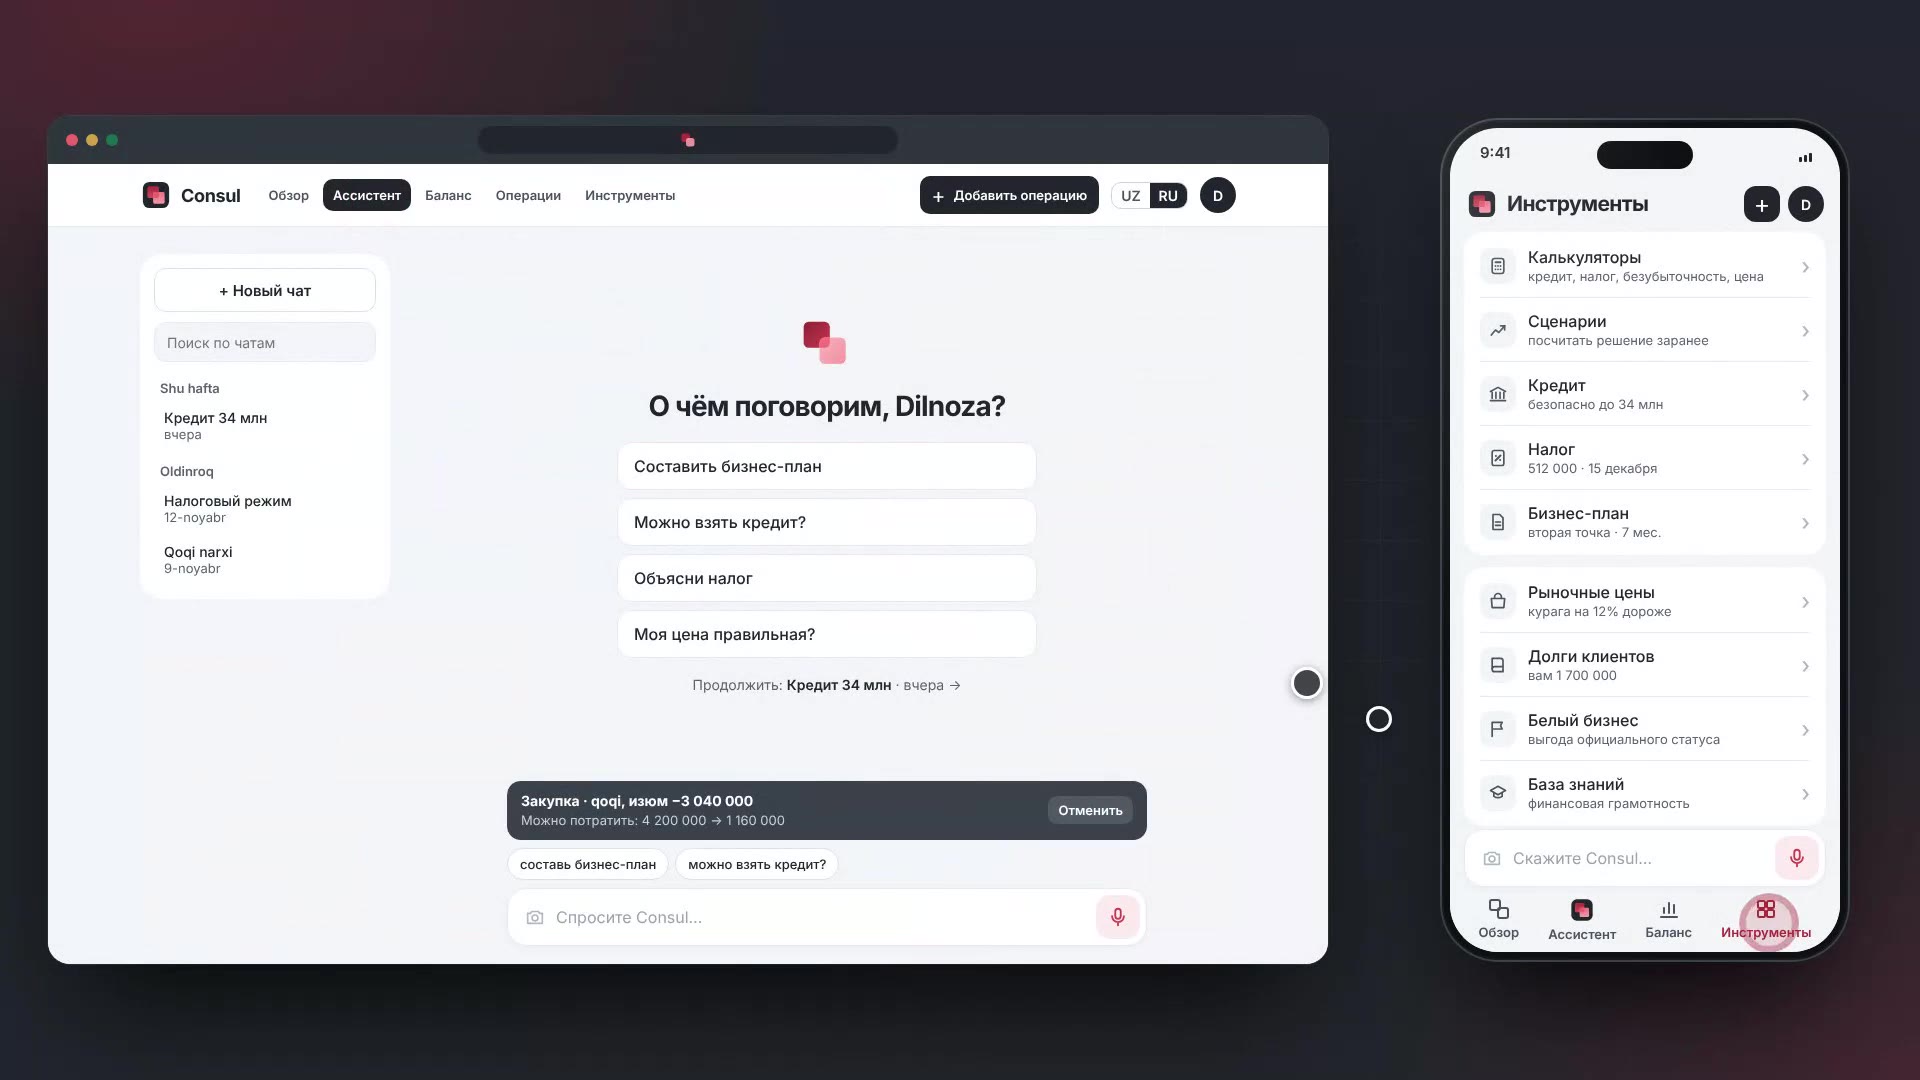 Consul
Обзор
Ассистент
Баланс
Операции
Инструменты
+ Добавить операцию
UZ
RU
D
+ Новый чат
Поиск по чатам
Shu hafta
Кредит 34 млн
вчера
Oldinroq
Налоговый режим
12-noyabr
Qoqi narxi
9-noyabr
О чём поговорим, Dilnoza?
Составить бизнес-план
Можно взять кредит?
Объясни налог
Моя цена правильная?
Продолжить: Кредит 34 млн · вчера →
Закупка · qoqi, изюм −3 040 000
Можно потратить: 4 200 000 → 1 160 000
Отменить
составь бизнес-план
можно взять кредит?
Спросите Consul...
9:41
Инструменты
+
D
Калькуляторы
кредит, налог, безубыточность, цена
Сценарии
посчитать решение заранее
Кредит
безопасно до 34 млн
Налог
512 000 · 15 декабря
Бизнес-план
вторая точка · 7 мес.
Рыночные цены
курага на 12% дороже
Долги клиентов
вам 1 700 000
Белый бизнес
выгода официального статуса
База знаний
финансовая грамотность
Скажите Consul...
Обзор
Ассистент
Баланс
Инструменты